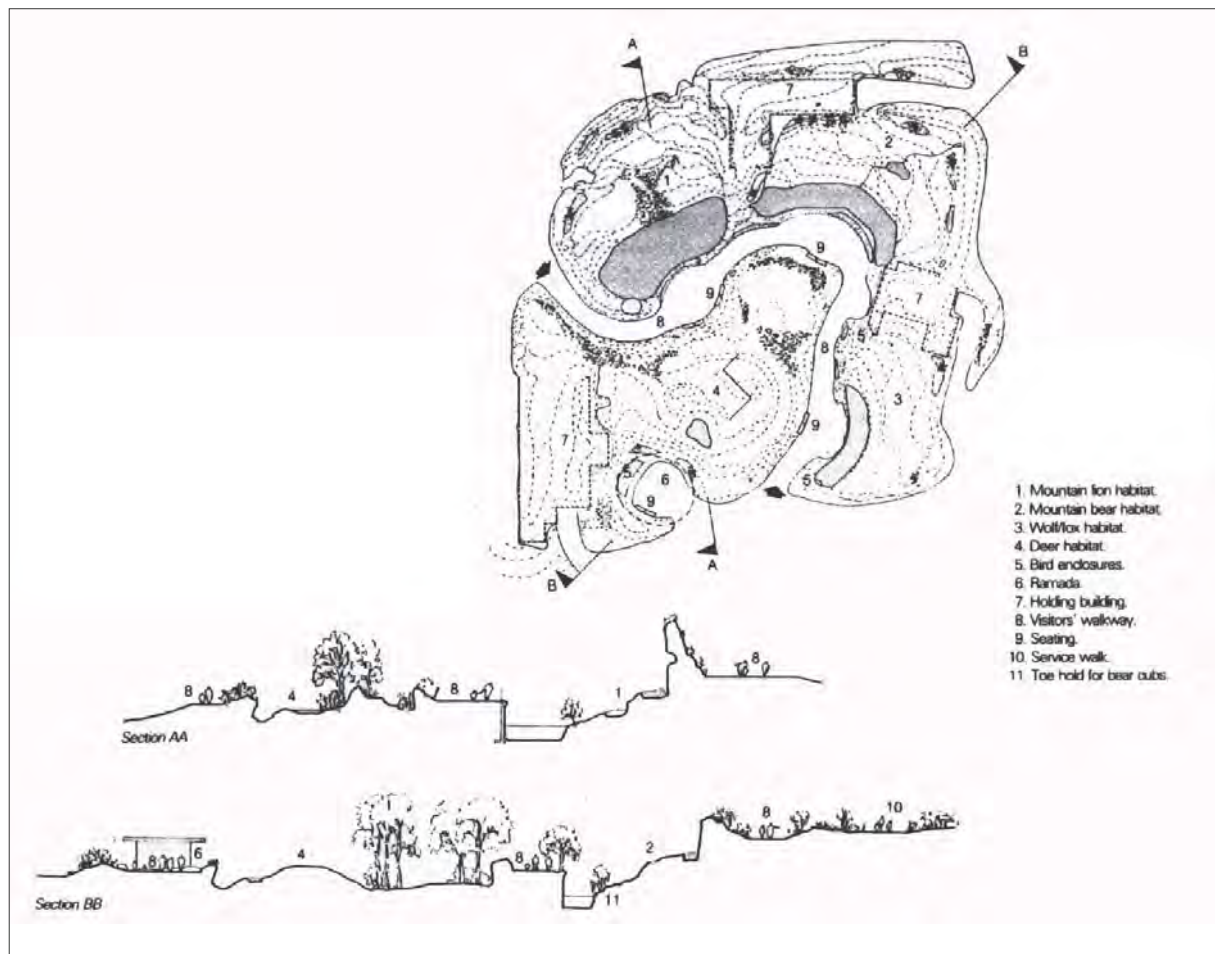 A
B
7
2
1
9
7
9
8
5
8
4
3
9
7
5
6
5
9
A
B
1. Mountain lion habitat.
2. Mountain bear habitat.
3. Wolf/fox habitat.
4. Deer habitat.
5. Bird enclosures.
6. Ramada.
7. Holding building.
8. Visitors' walkway.
9. Seating.
10. Service walk.
11. Toe hold for bear cubs.
8
4
8
1
8
Section AA
8
6
4
8
2
8
10
11
Section BB